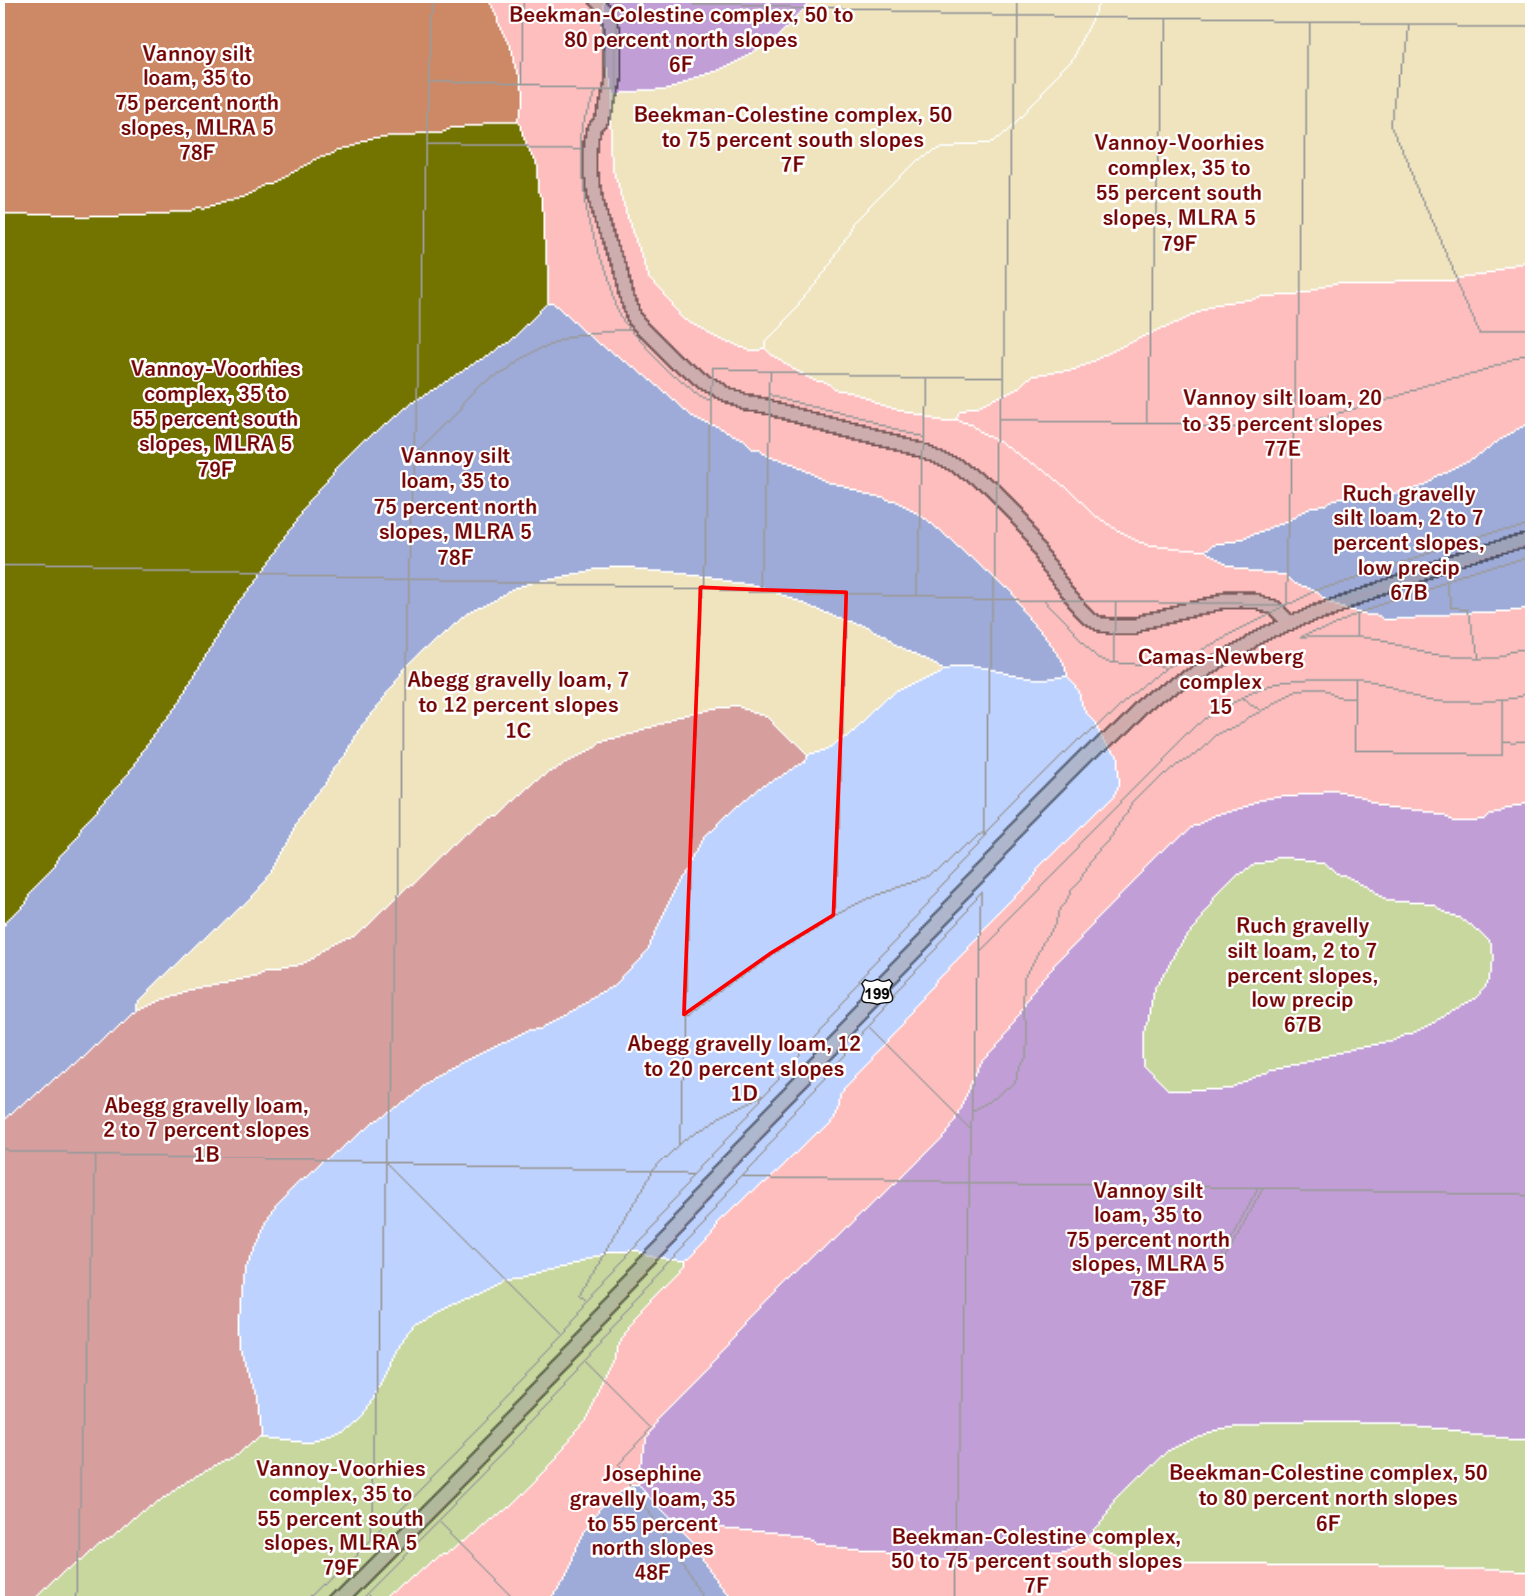 Beekman-Colestine complex, 50 to
80 percent north slopes
6F
Vannoy silt
loam, 35 to
75 percent north
slopes, MLRA 5
78F
Beekman-Colestine complex, 50
to 75 percent south slopes
7F
Vannoy-Voorhies
complex, 35 to
55 percent south
slopes, MLRA 5
79F
Vannoy-Voorhies
complex, 35 to
55 percent south
slopes, MLRA 5
79F
Vannoy silt loam, 20
to 35 percent slopes
77E
Vannoy silt
loam, 35 to
75 percent north
slopes, MLRA 5
78F
Ruch gravelly
silt loam, 2 to 7
percent slopes,
low precip
67B
Camas-Newberg
complex
15
Abegg gravelly loam, 7
to 12 percent slopes
1C
Ruch gravelly
silt loam, 2 to 7
percent slopes,
low precip
67B
199
Abegg gravelly loam, 12
to 20 percent slopes
1D
Abegg gravelly loam,
2 to 7 percent slopes
1B
Vannoy silt
loam, 35 to
75 percent north
slopes, MLRA 5
78F
Vannoy-Voorhies
complex, 35 to
55 percent south
slopes, MLRA 5
79F
Josephine
gravelly loam, 35
to 55 percent
north slopes
48F
Beekman-Colestine complex, 50
to 80 percent north slopes
6F
Beekman-Colestine complex,
50 to 75 percent south slopes
7F